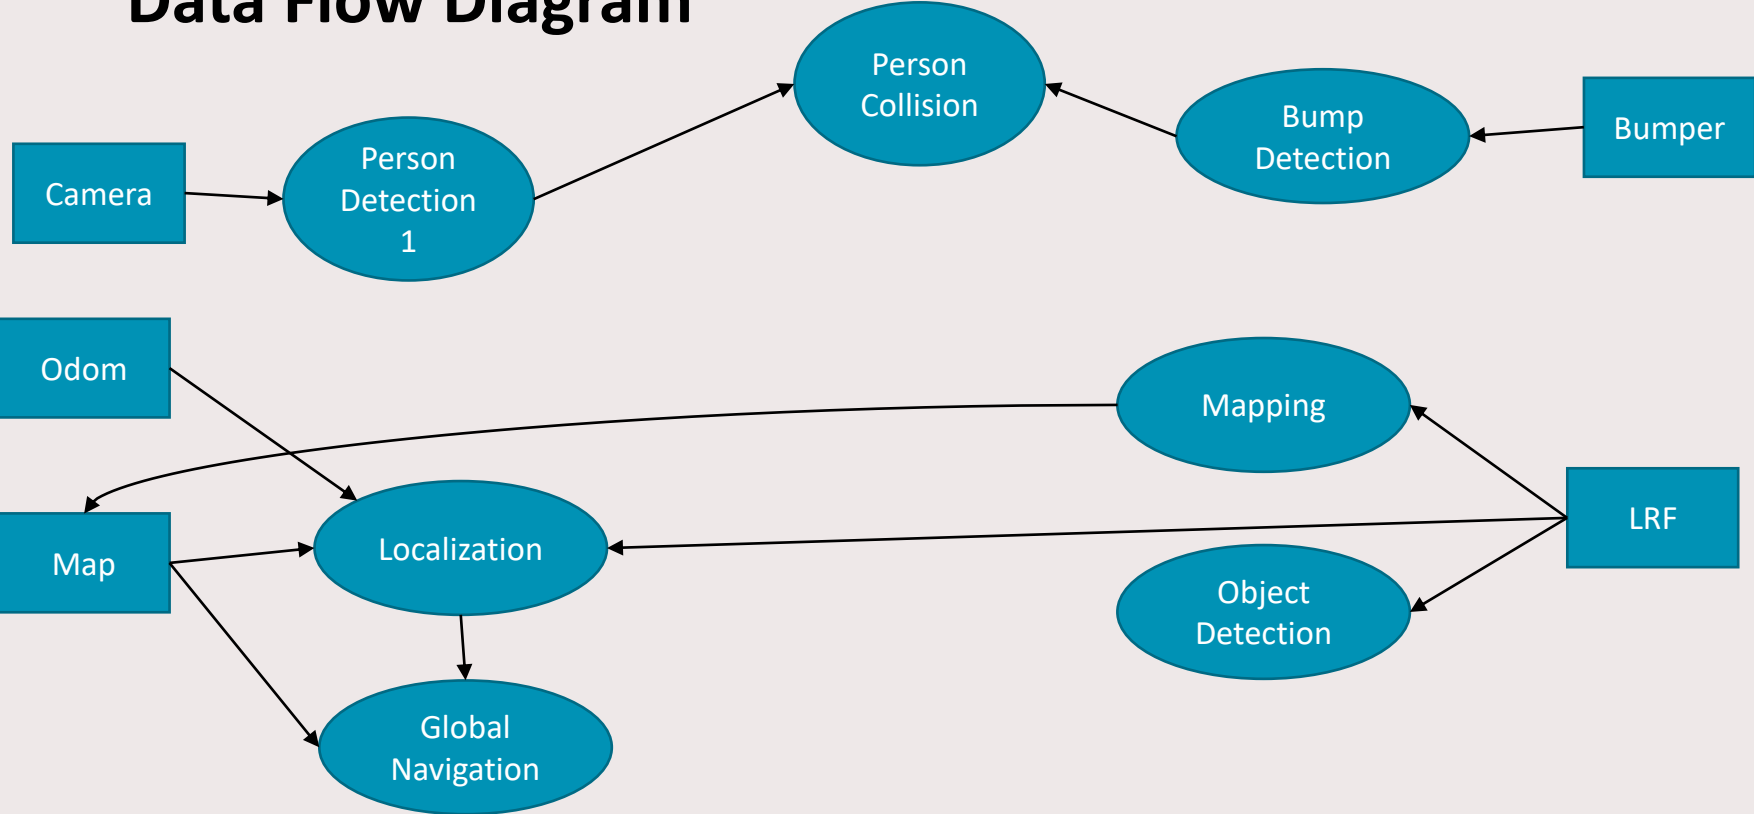 Data Flow Diagram
Person
Collision
Bump
Detection
Bumper
Camera
Person
Detection
1
Odom
Mapping
Map
Localization
LRF
Object
Detection
Global
Navigation